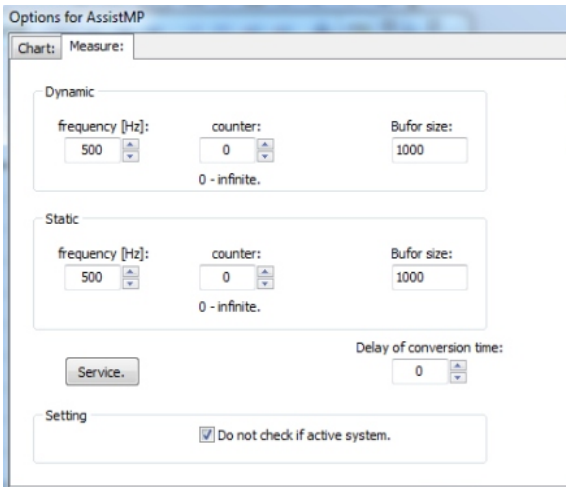 Options for AssistMP
Chart: Measure:
Dynamic
frequency [Hz]: counter: Bufor size:
500 0 1000
0 - infinite.
Static
frequency [Hz]: counter: Bufor size:
500 0 1000
0 - infinite.
Delay of conversion time:
Service. 0
Setting
Do not check if active system.